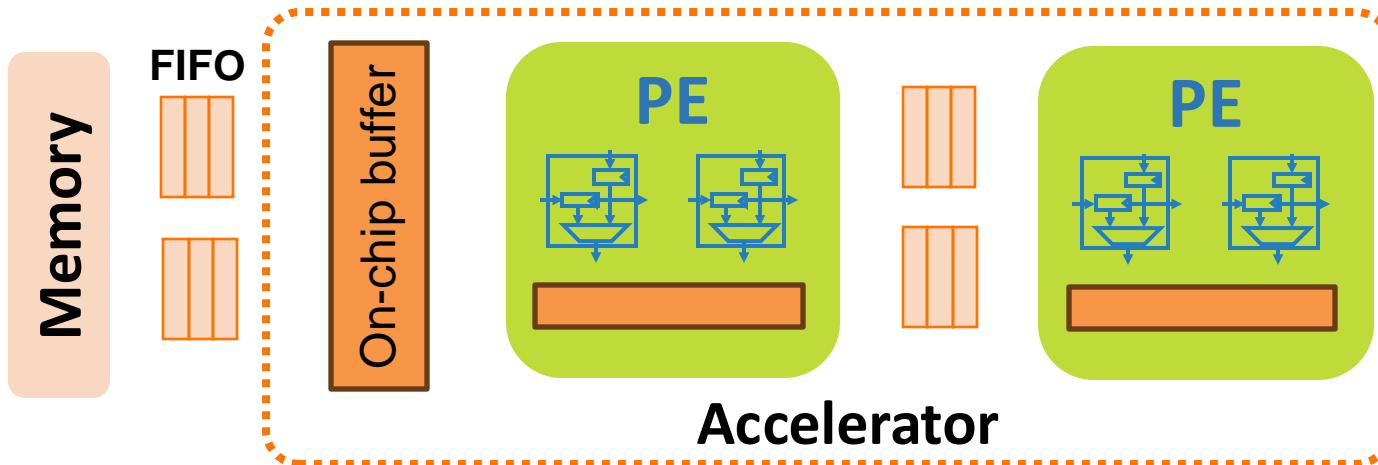 Memory
FIFO
On-chip buffer
PE
PE
Accelerator